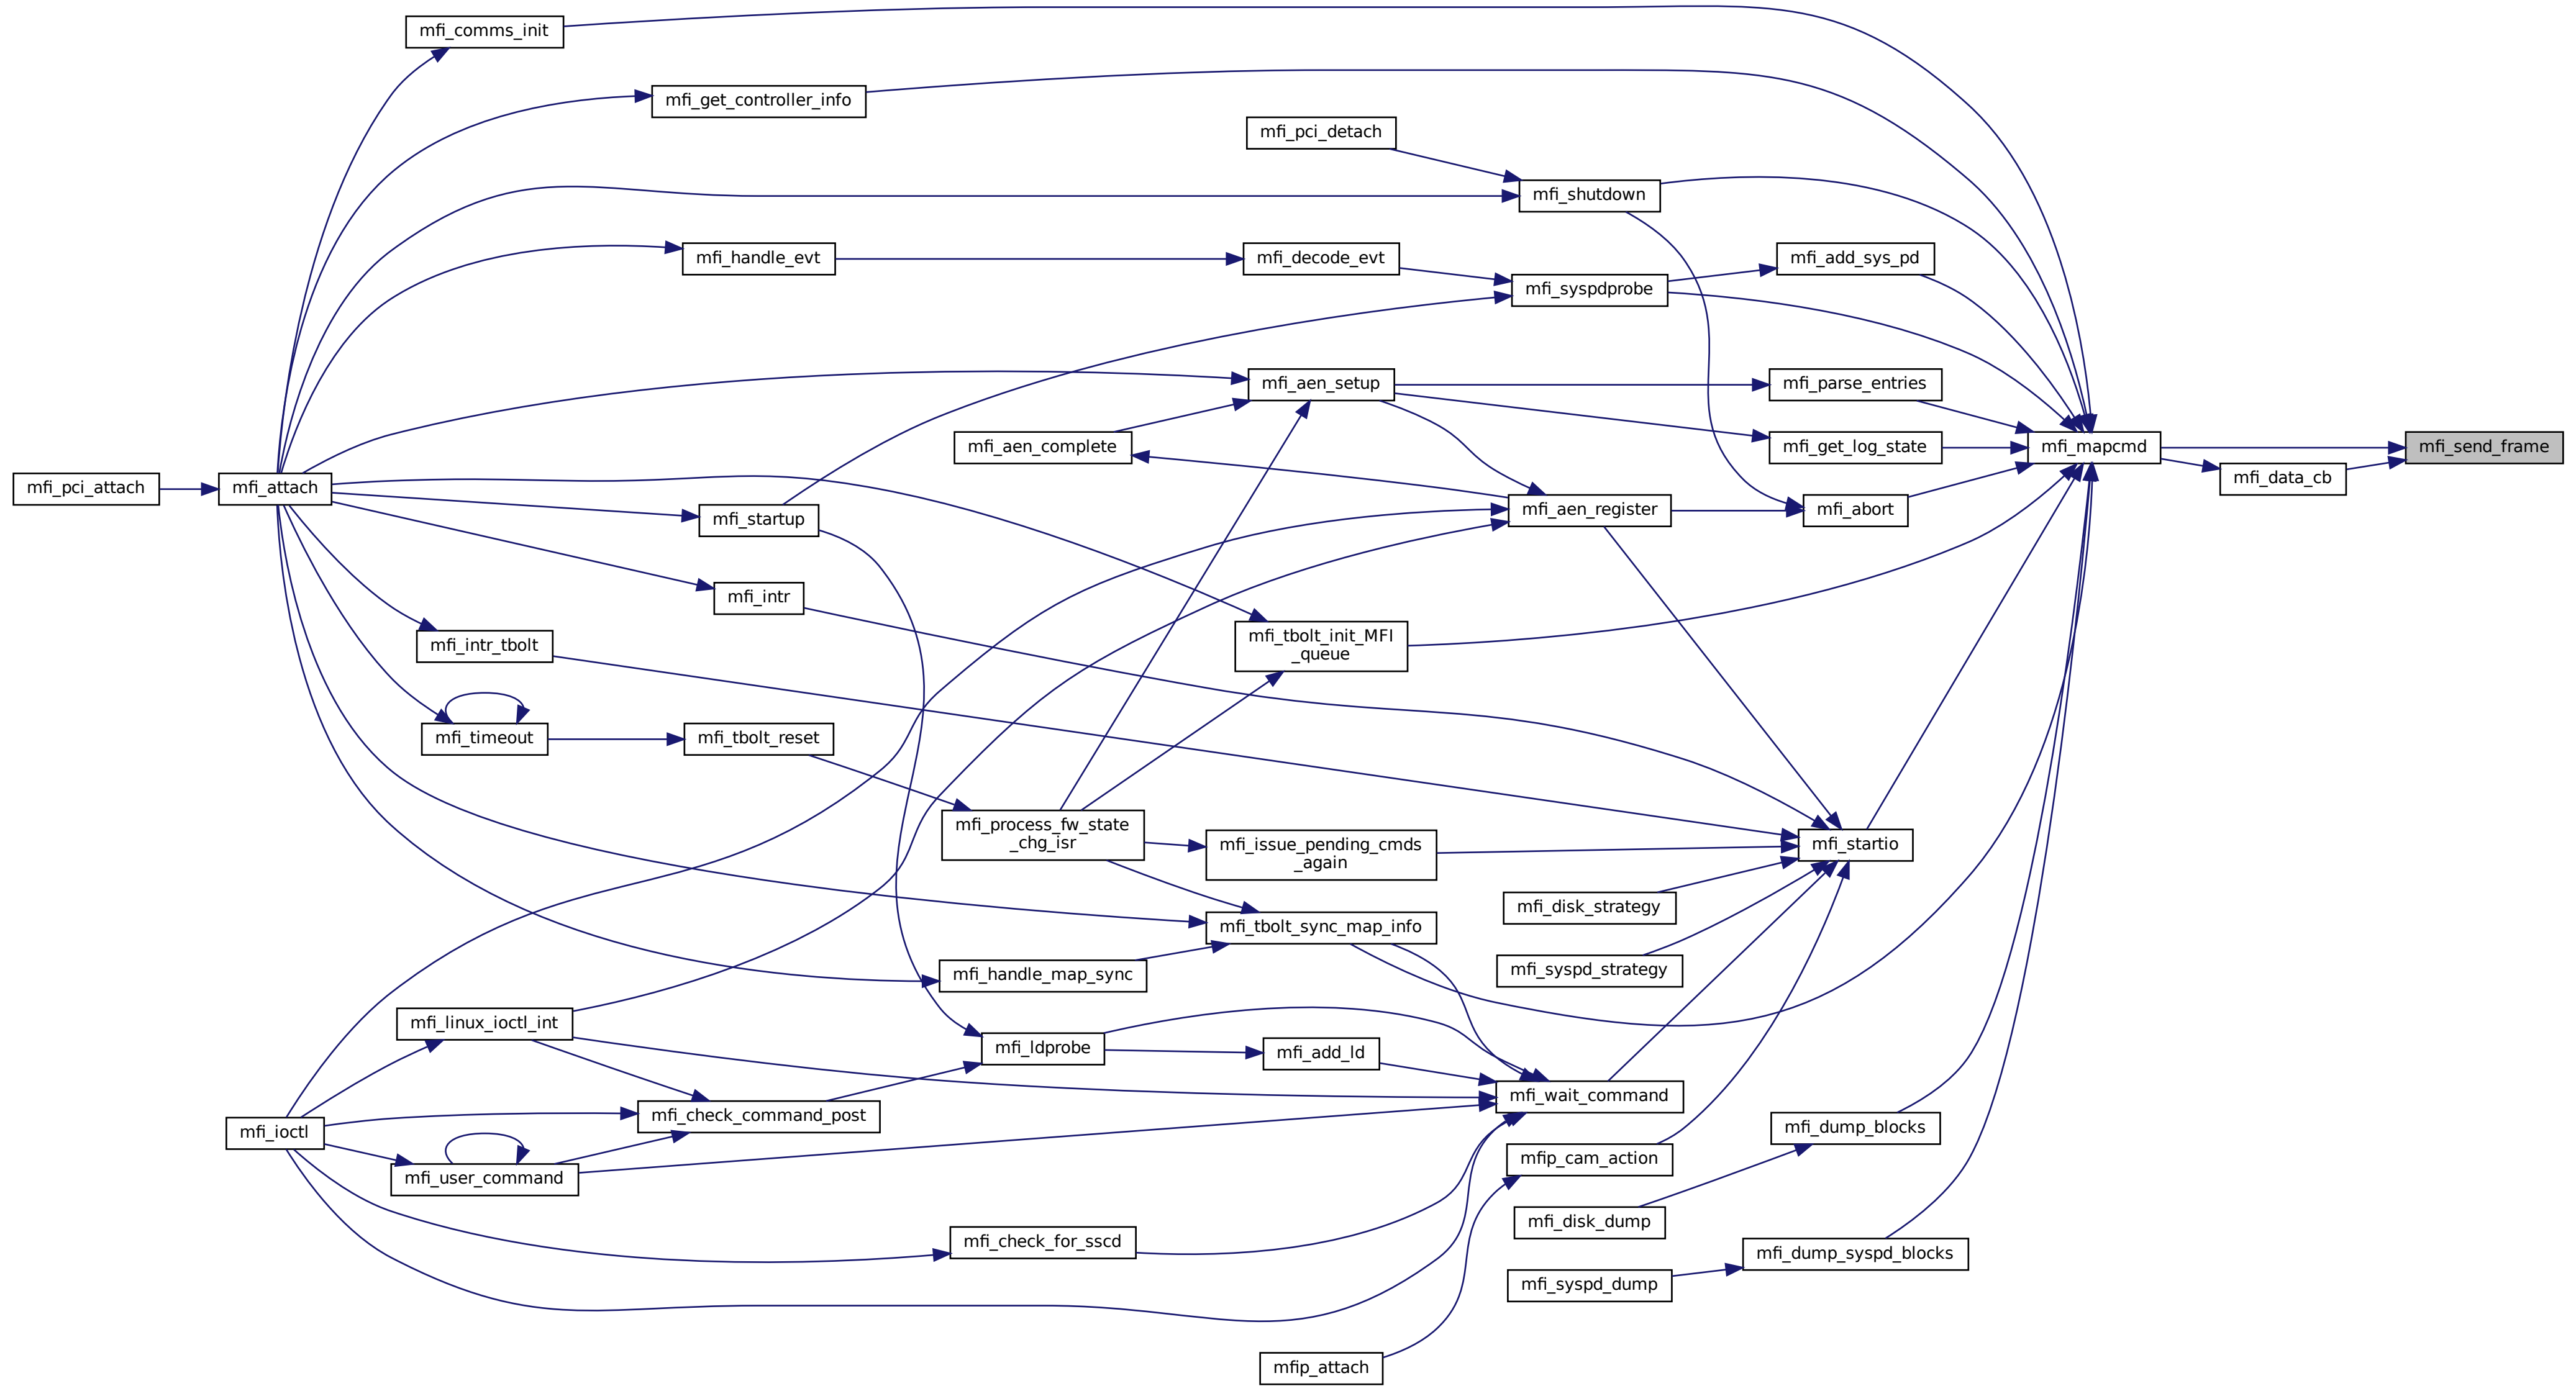 mfi_comms_init
mfi_get_controller_info
mfi_pci_detach
mfi_shutdown
mfi_handle_evt
mfi_decode_evt
mfi_add_sys_pd
mfi_syspdprobe
mfi_aen_setup
mfi_parse_entries
mfi_aen_complete
mfi_get_log_state
mfi_mapcmd
mfi_send_frame
mfi_data_cb
mfi_pci_attach
mfi_attach
mfi_startup
mfi_aen_register
mfi_abort
mfi_intr
mfi_intr_tbolt
mfi_tbolt_init_MFI
_queue
mfi_timeout
mfi_tbolt_reset
mfi_process_fw_state
_chg_isr
mfi_issue_pending_cmds
_again
mfi_startio
mfi_disk_strategy
mfi_tbolt_sync_map_info
mfi_handle_map_sync
mfi_syspd_strategy
mfi_linux_ioctl_int
mfi_ldprobe
mfi_add_ld
mfi_wait_command
mfi_check_command_post
mfi_ioctl
mfi_user_command
mfi_dump_blocks
mfip_cam_action
mfi_disk_dump
mfi_check_for_sscd
mfi_dump_syspd_blocks
mfi_syspd_dump
mfip_attach